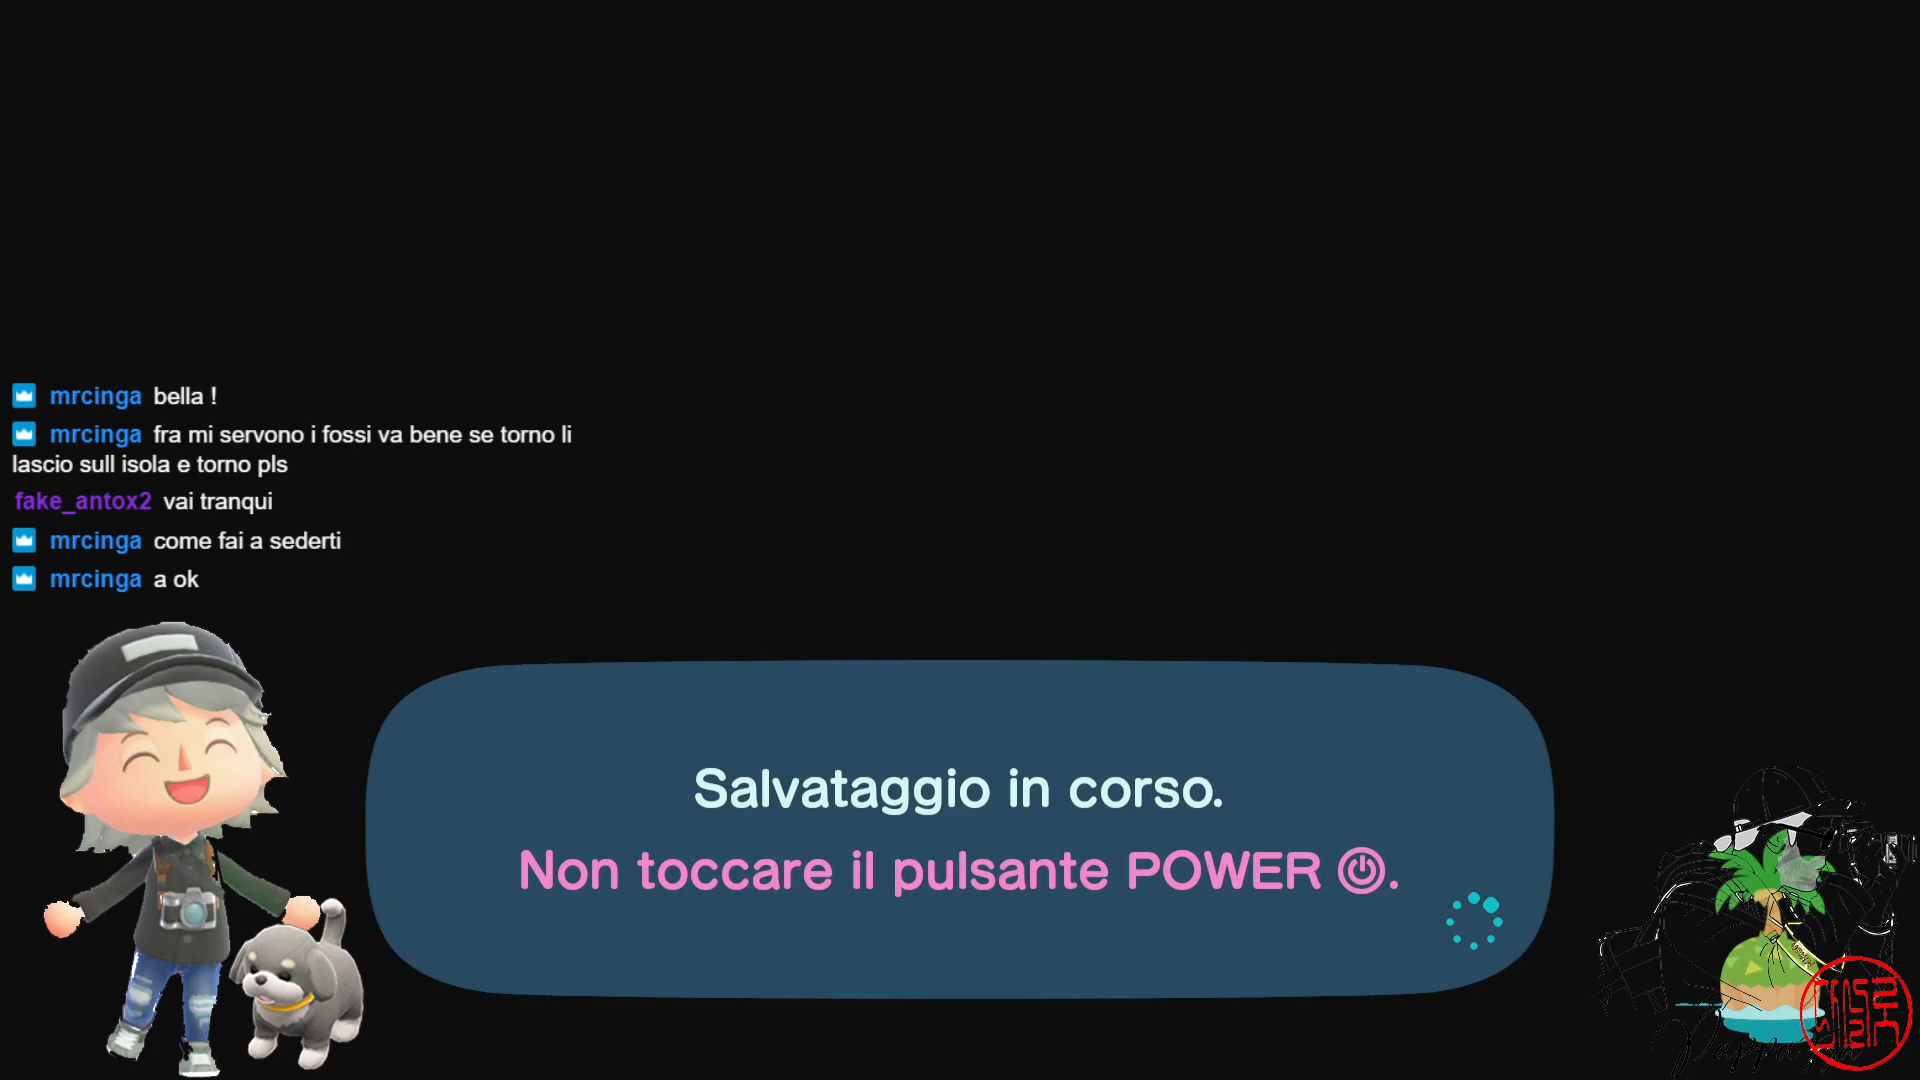 mrcinga bella !
mrcinga fra mi servono i fossi va bene se torno li
lascio sull isola e torno pls
fake_antox2 vai tranqui
mrcinga come fai a sederti
mrcinga a ok
Salvataggio in corso.
Non toccare il pulsante POWER ⏻.